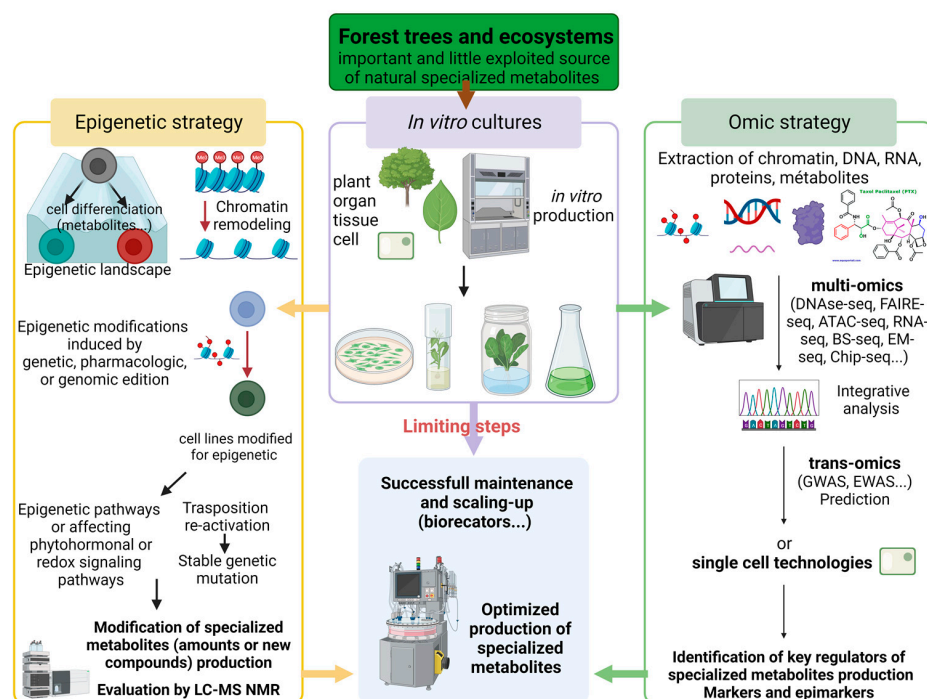 Forest trees and ecosystems
important and little exploited source
of natural specialized metabolites
Epigenetic strategy
Me3 Me3 Me3 Me3
cell differenciation
(metabolites...)
Epigenetic landscape
Chromatin
remodeling
Epigenetic modifications
induced by
genetic, pharmacologic,
or genomic edition
cell lines modified
for epigenetic
Epigenetic pathways
or affecting
phytohormonal or
redox signaling
pathways
Trasposition
re-activation
Stable genetic
mutation
Modification of specialized
metabolites (amounts or new
compounds) production
Evaluation by LC-MS NMR
In vitro cultures
plant
organ
tissue
cell
in vitro
production
Limiting steps
Successfull maintenance
and scaling-up
(biorecators...)
Optimized
production of
specialized
metabolites
Omic strategy
Extraction of chromatin, DNA, RNA,
proteins, métabolites
Taxol Paclitaxel (PTX)
multi-omics
(DNAse-seq, FAIRE-
seq, ATAC-seq, RNA-
seq, BS-seq, EM-
seq, Chip-seq...)
Integrative
analysis
trans-omics
(GWAS, EWAS...)
Prediction
or
single cell technologies
Identification of key regulators of
specialized metabolites production
Markers and epimarkers